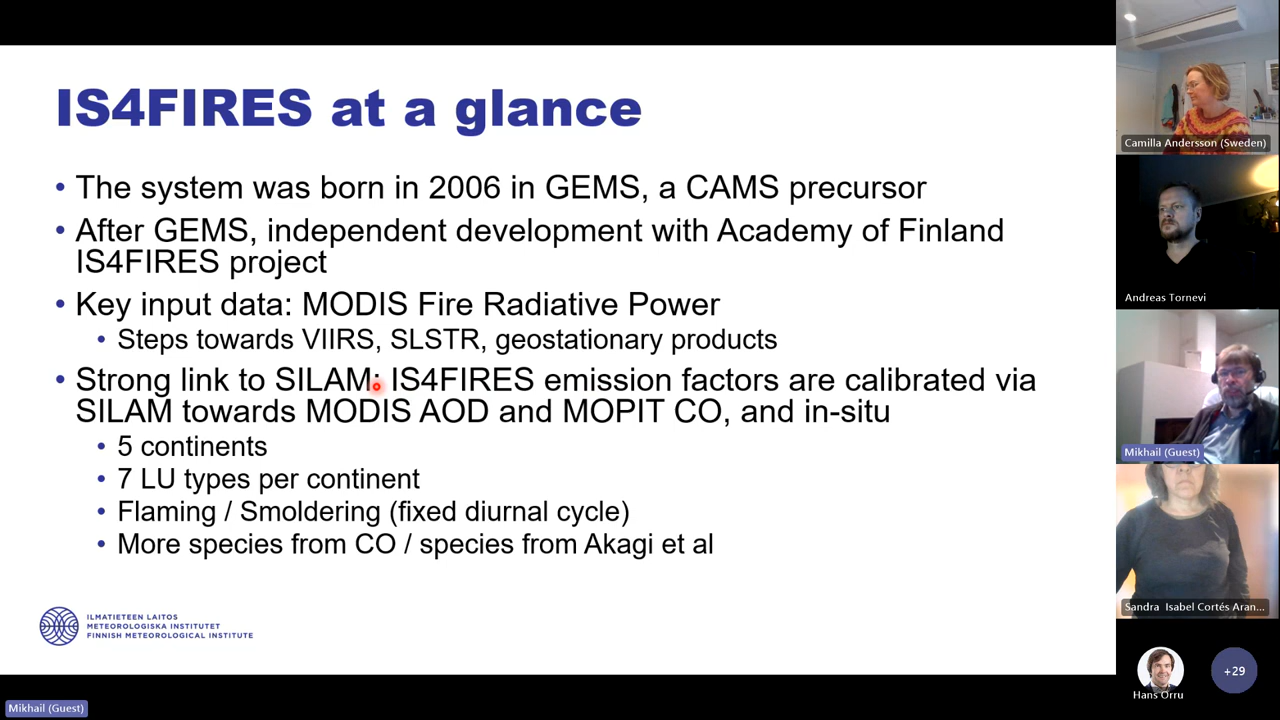 IS4FIRES at a glance
• The system was born in 2006 in GEMS, a CAMS precursor
• After GEMS, independent development with Academy of Finland
IS4FIRES project
• Key input data: MODIS Fire Radiative Power
• Steps towards VIIRS, SLSTR, geostationary products
• Strong link to SILAM: IS4FIRES emission factors are calibrated via
SILAM towards MODIS AOD and MOPIT CO, and in-situ
• 5 continents
• 7 LU types per continent
• Flaming / Smoldering (fixed diurnal cycle)
• More species from CO / species from Akagi et al
ILMATIETEEN LAITOS
METEOROLOGISKA INSTITUTET
FINNISH METEOROLOGICAL INSTITUTE
Mikhail (Guest)
Camilla Andersson (Sweden)
Andreas Tornevi
Mikhail (Guest)
Sandra Isabel Cortés Aran...
Hans Orru
+29